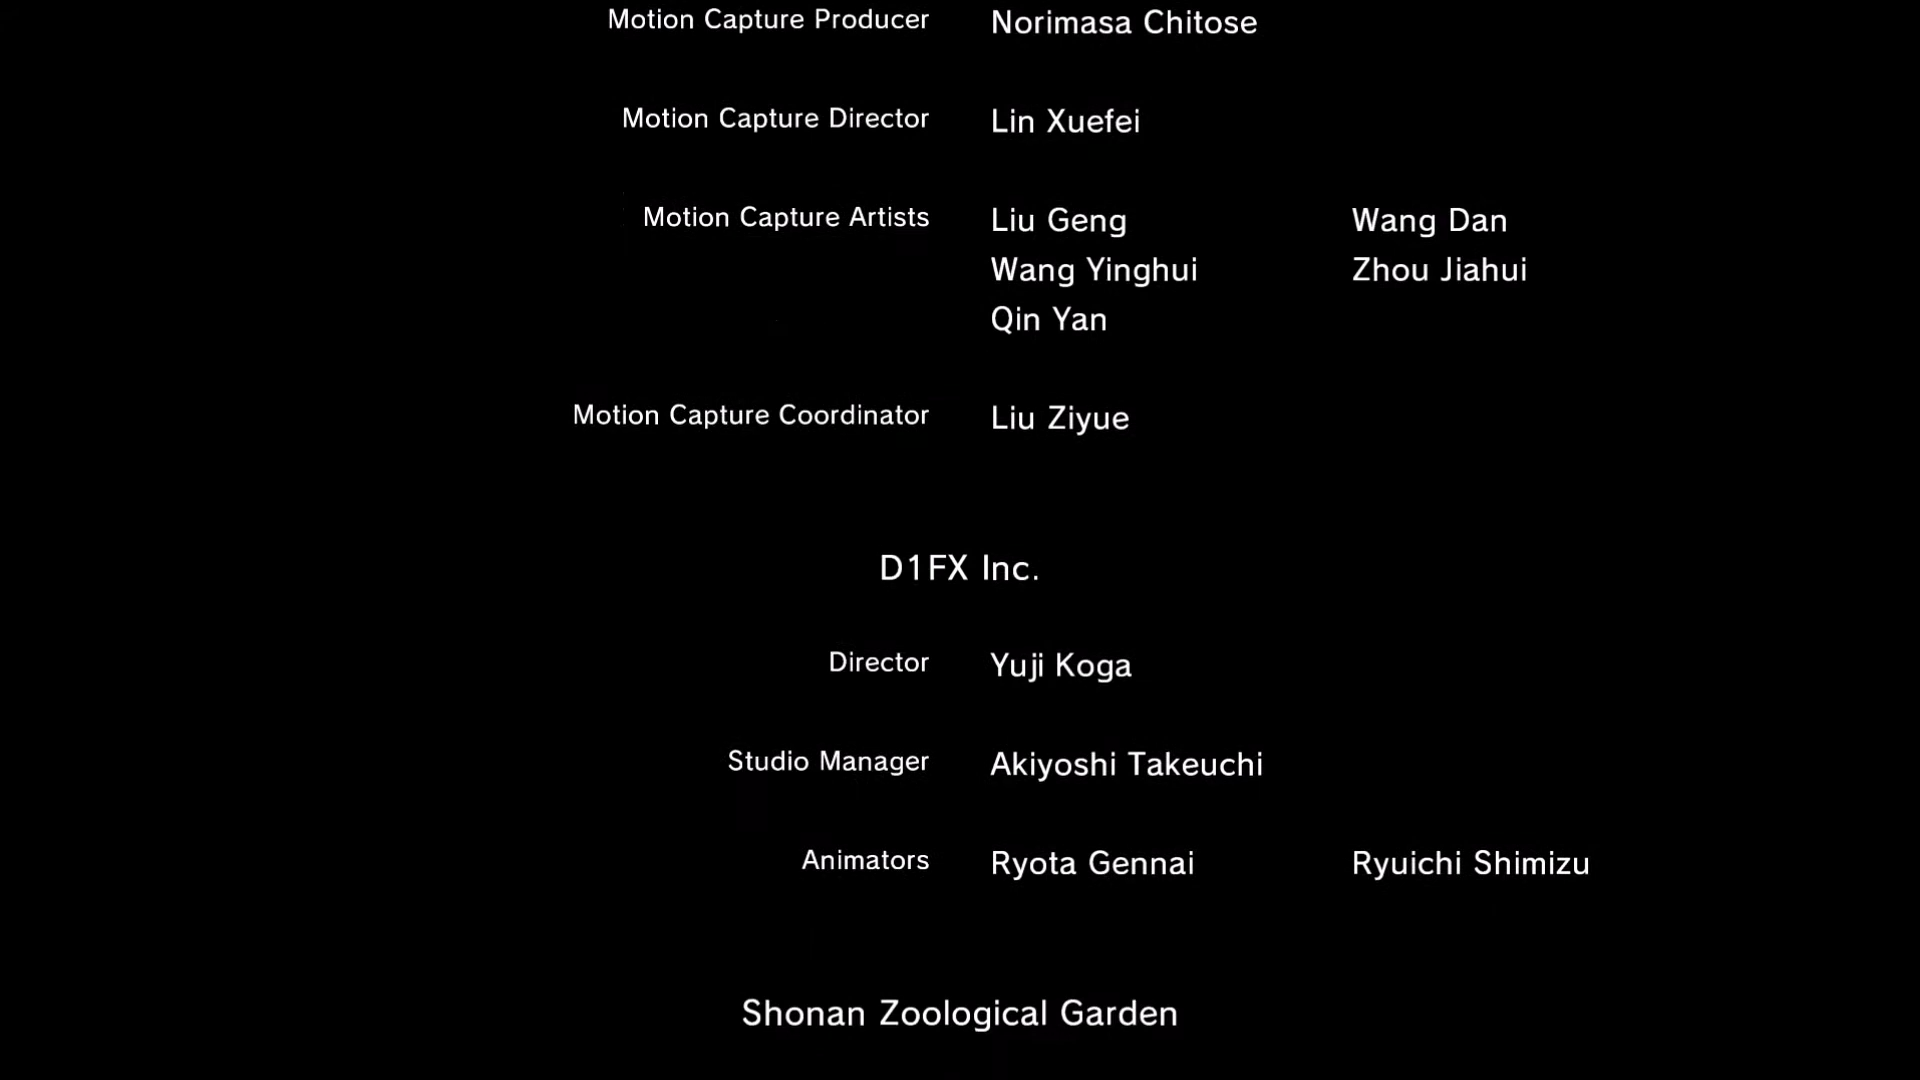 Motion Capture Producer Norimasa Chitose
Motion Capture Director Lin Xuefei
Motion Capture Artists Liu Geng Wang Dan
Wang Yinghui Zhou Jiahui
Qin Yan
Motion Capture Coordinator Liu Ziyue
D1FX Inc.
Director Yuji Koga
Studio Manager Akiyoshi Takeuchi
Animators Ryota Gennai Ryuichi Shimizu
Shonan Zoological Garden